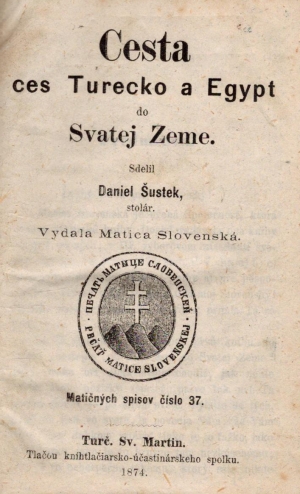 Cesta
ces Turecko a Egypt
do
Svatej Zeme.
Sdelil
Daniel Šustek,
stolár.
Vydala Matica Slovenská.
ПЕЧАТЬ МАТИЦЕ СЛОВЕНСКЕЙ
PEČAŤ MATICE SLOVENSKEJ
Matičných spisov číslo 37.
Turč. Sv. Martin.
Tlačou knihtlačiarsko-účastinárskeho spolku.
1874.